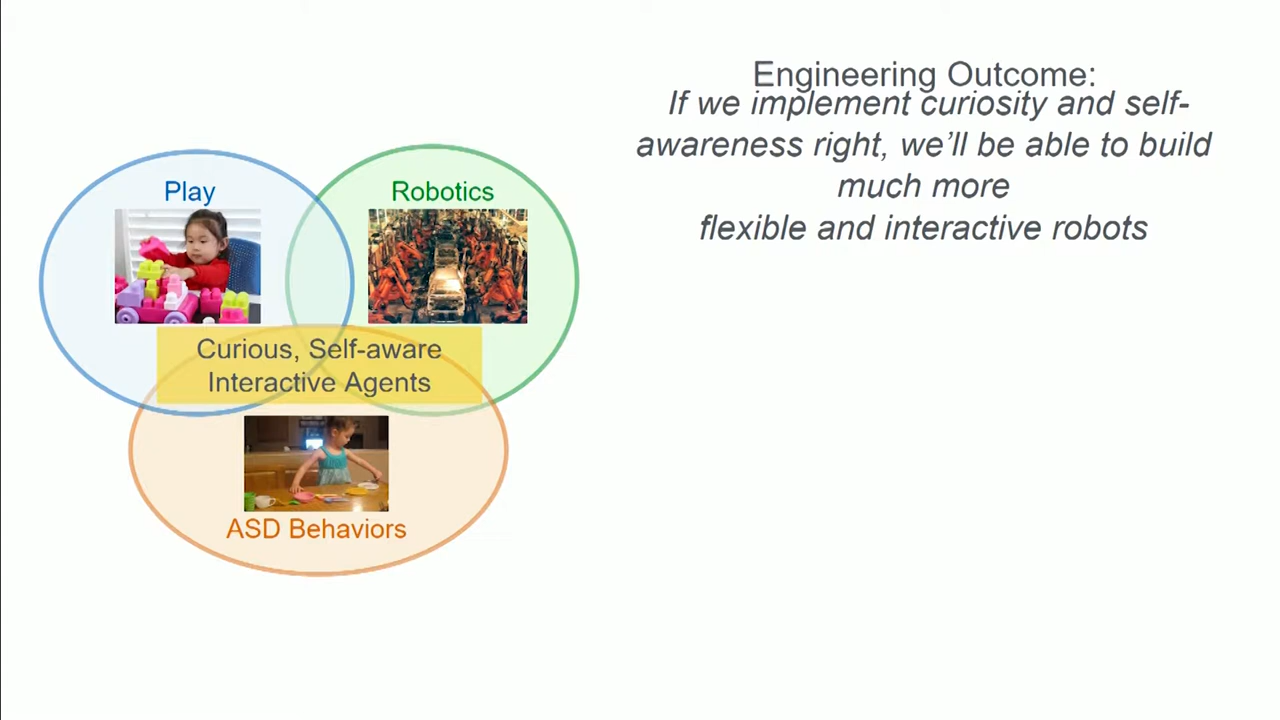 Engineering Outcome:
If we implement curiosity and self-
awareness right, we'll be able to build
much more
flexible and interactive robots
Play
Robotics
Curious, Self-aware
Interactive Agents
ASD Behaviors